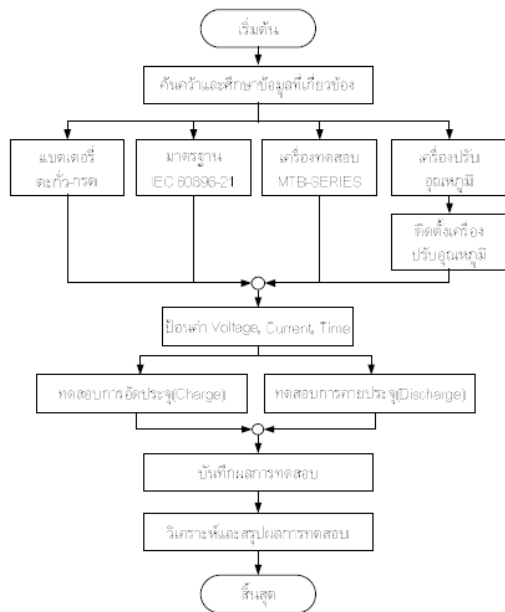 เริ่มต้น
ค้นคว้าและศึกษาข้อมูลที่เกี่ยวข้อง
แบตเตอรี่
ตะกั่ว-กรด
มาตรฐาน
IEC 60896-21
เครื่องทดสอบ
MTB-SERIES
เครื่องปรับ
อุณหภูมิ
ติดตั้งเครื่อง
ปรับอุณหภูมิ
ป้อนค่า Voltage, Current, Time
ทดสอบการอัดประจุ(Charge)
ทดสอบการคายประจุ(Discharge)
บันทึกผลการทดสอบ
วิเคราะห์และสรุปผลการทดสอบ
สิ้นสุด